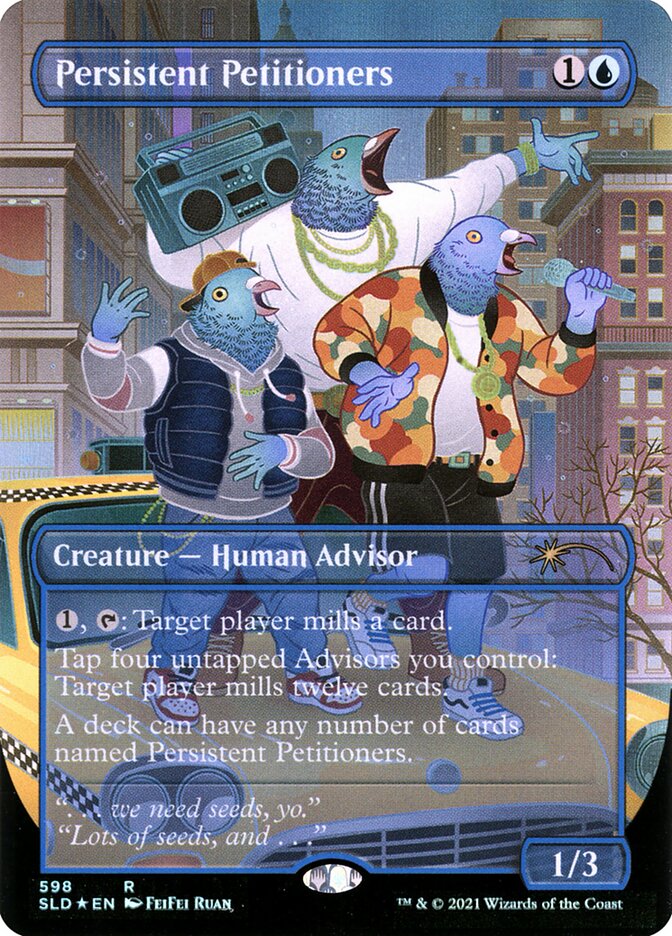 Persistent Petitioners 1
Creature — Human Advisor
1, : Target player mills a card.
Tap four untapped Advisors you control:
Target player mills twelve cards.
A deck can have any number of cards
named Persistent Petitioners.
“. . . we need seeds, yo.”
“Lots of seeds, and . . .”
1/3
598 R
SLD★EN FeiFei Ruan
™ & © 2021 Wizards of the Coast